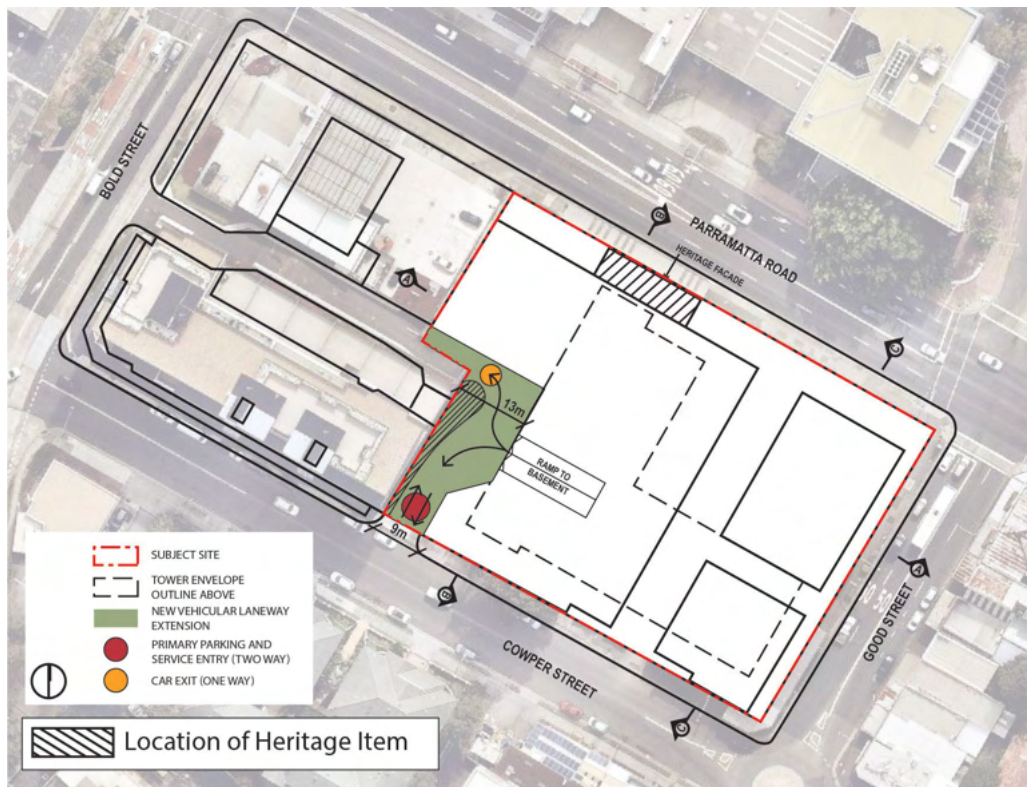 BOLD STREET
PARRAMATTA ROAD
HERITAGE FACADE
B
A
C
13m
RAMP TO
BASEMENT
9m
B
A
C
COWPER STREET
GOOD STREET
SUBJECT SITE
TOWER ENVELOPE
OUTLINE ABOVE
NEW VEHICULAR LANEWAY
EXTENSION
PRIMARY PARKING AND
SERVICE ENTRY (TWO WAY)
CAR EXIT (ONE WAY)
Location of Heritage Item